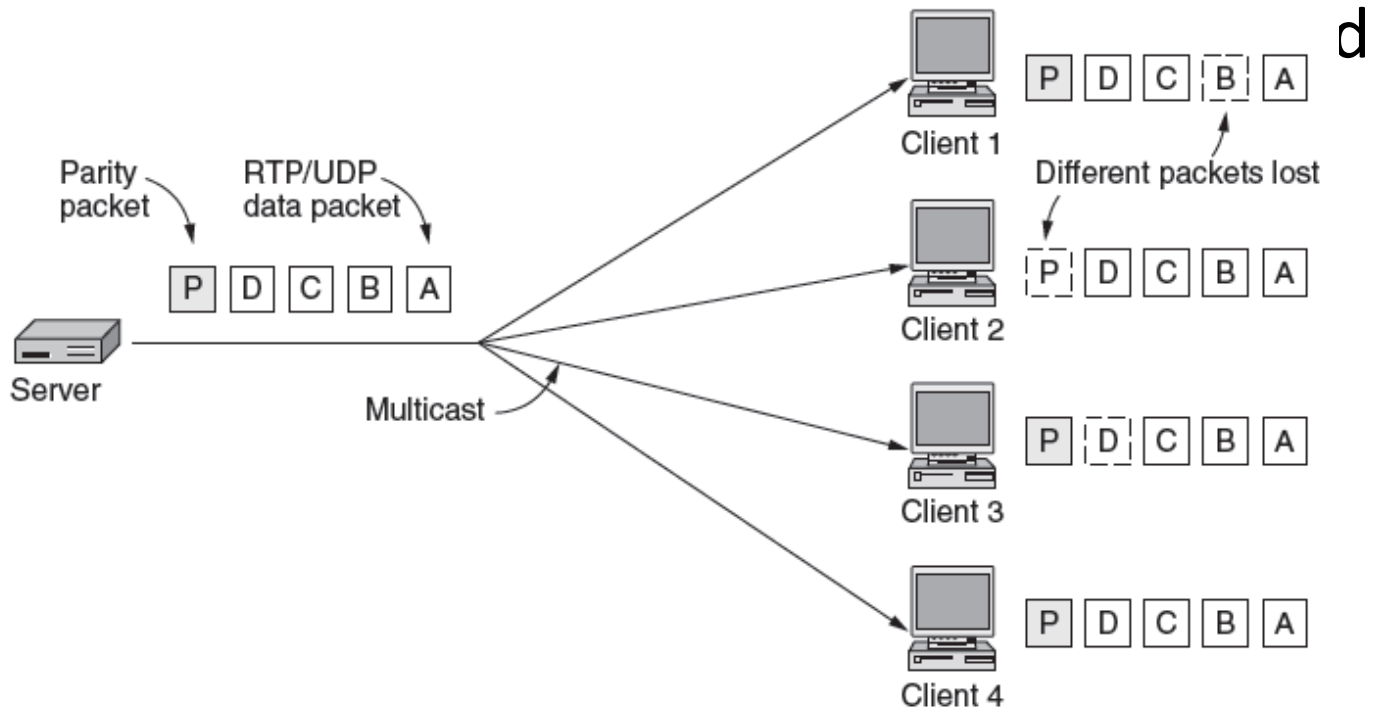 d
P D C B A
Client 1
Different packets lost
Parity
packet
RTP/UDP
data packet
P D C B A
Server
Multicast
P D C B A
Client 2
P D C B A
Client 3
P D C B A
Client 4